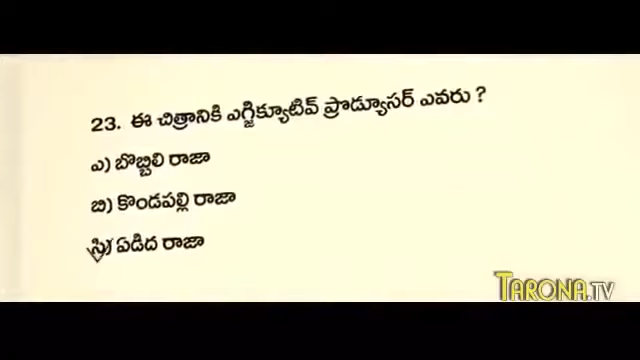 23. ఈ చిత్రానికి ఎగ్జిక్యూటివ్ ప్రొడ్యూసర్ ఎవరు ?
ఎ) బొబ్బిలి రాజా
బి) కొండపల్లి రాజా
సి) ఏడిద రాజా
TARONA.TV